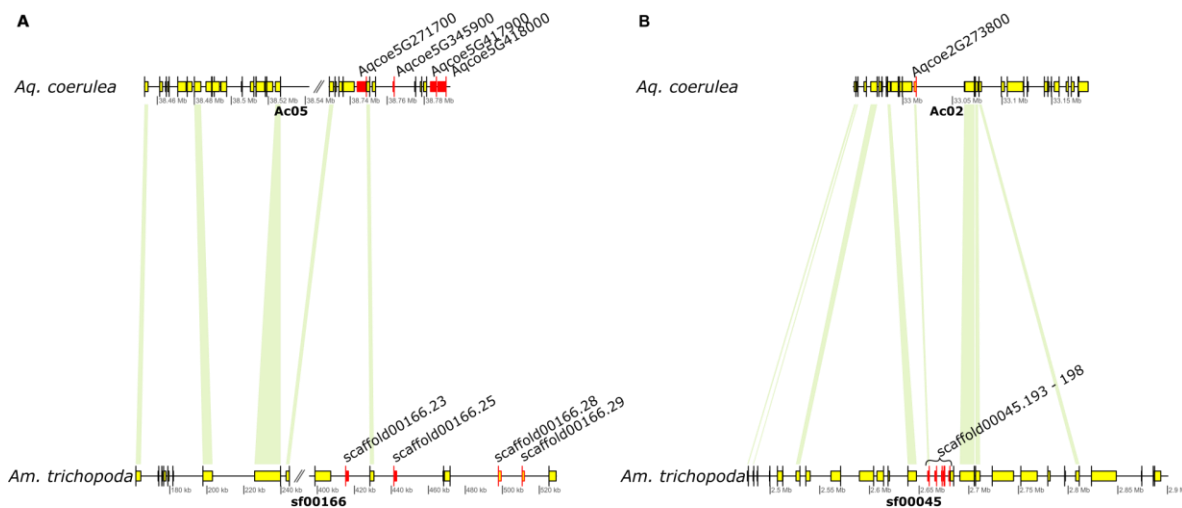 A
Aqcoe5G271700
Aqcoe5G345900
Aqcoe5G417900
Aqcoe5G418000
Aq. coerulea
38.46 Mb 38.48 Mb 38.5 Mb 38.52 Mb 38.54 Mb 38.74 Mb 38.76 Mb 38.78 Mb
Ac05
scaffold00166.23
scaffold00166.25
scaffold00166.28
scaffold00166.29
Am. trichopoda
180 kb 200 kb 220 kb 240 kb 400 kb 420 kb 440 kb 460 kb 480 kb 500 kb 520 kb
sf00166
B
Aqcoe2G273800
Aq. coerulea
33 Mb 33.05 Mb 33.1 Mb 33.15 Mb
Ac02
scaffold00045.193 - 198
Am. trichopoda
2.5 Mb 2.55 Mb 2.6 Mb 2.65 Mb 2.7 Mb 2.75 Mb 2.8 Mb 2.85 Mb 2.9 M
sf00045